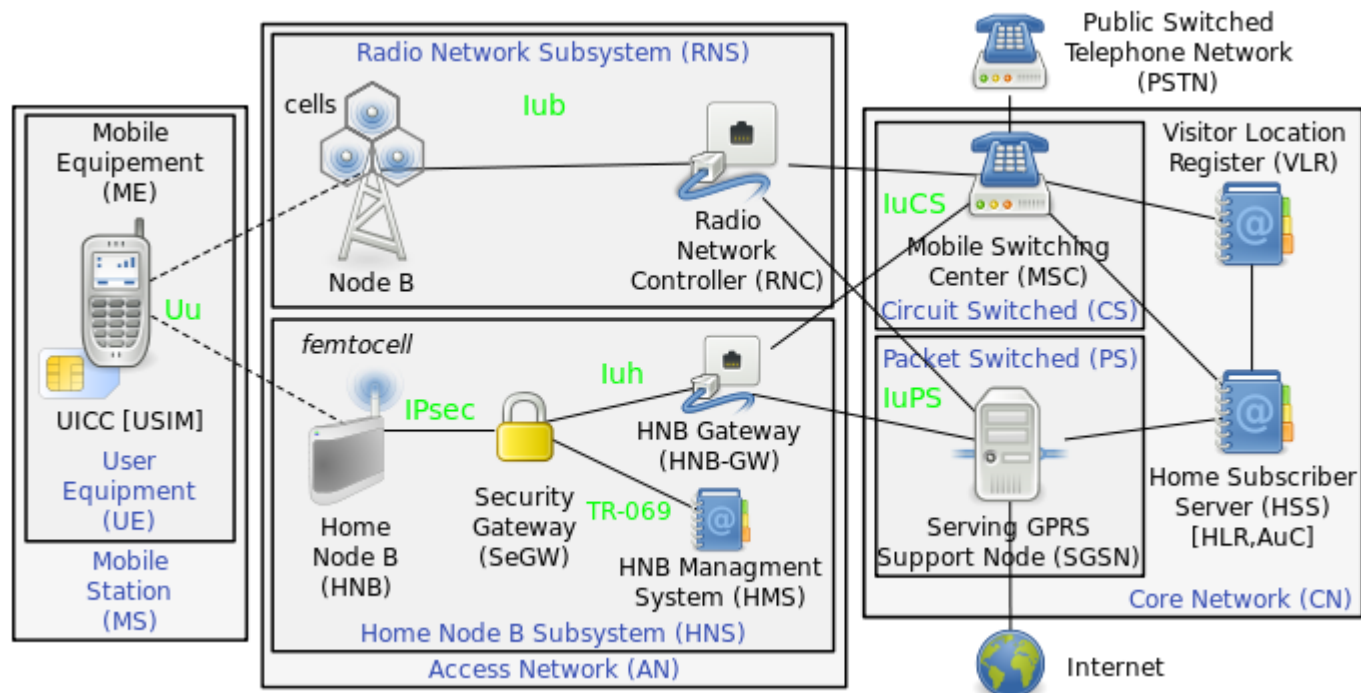 Public Switched
Telephone Network
(PSTN)
Radio Network Subsystem (RNS)
cells
Iub
Node B
Radio
Network
Controller (RNC)
Mobile
Equipement
(ME)
Uu
UICC [USIM]
User
Equipment
(UE)
Mobile
Station
(MS)
femtocell
IPsec
Iuh
Home
Node B
(HNB)
Security
Gateway
(SeGW)
HNB Gateway
(HNB-GW)
TR-069
HNB Managment
System (HMS)
Home Node B Subsystem (HNS)
Access Network (AN)
IuCS
Mobile Switching
Center (MSC)
Circuit Switched (CS)
Visitor Location
Register (VLR)
Packet Switched (PS)
IuPS
Serving GPRS
Support Node (SGSN)
Home Subscriber
Server (HSS)
[HLR,AuC]
Core Network (CN)
Internet